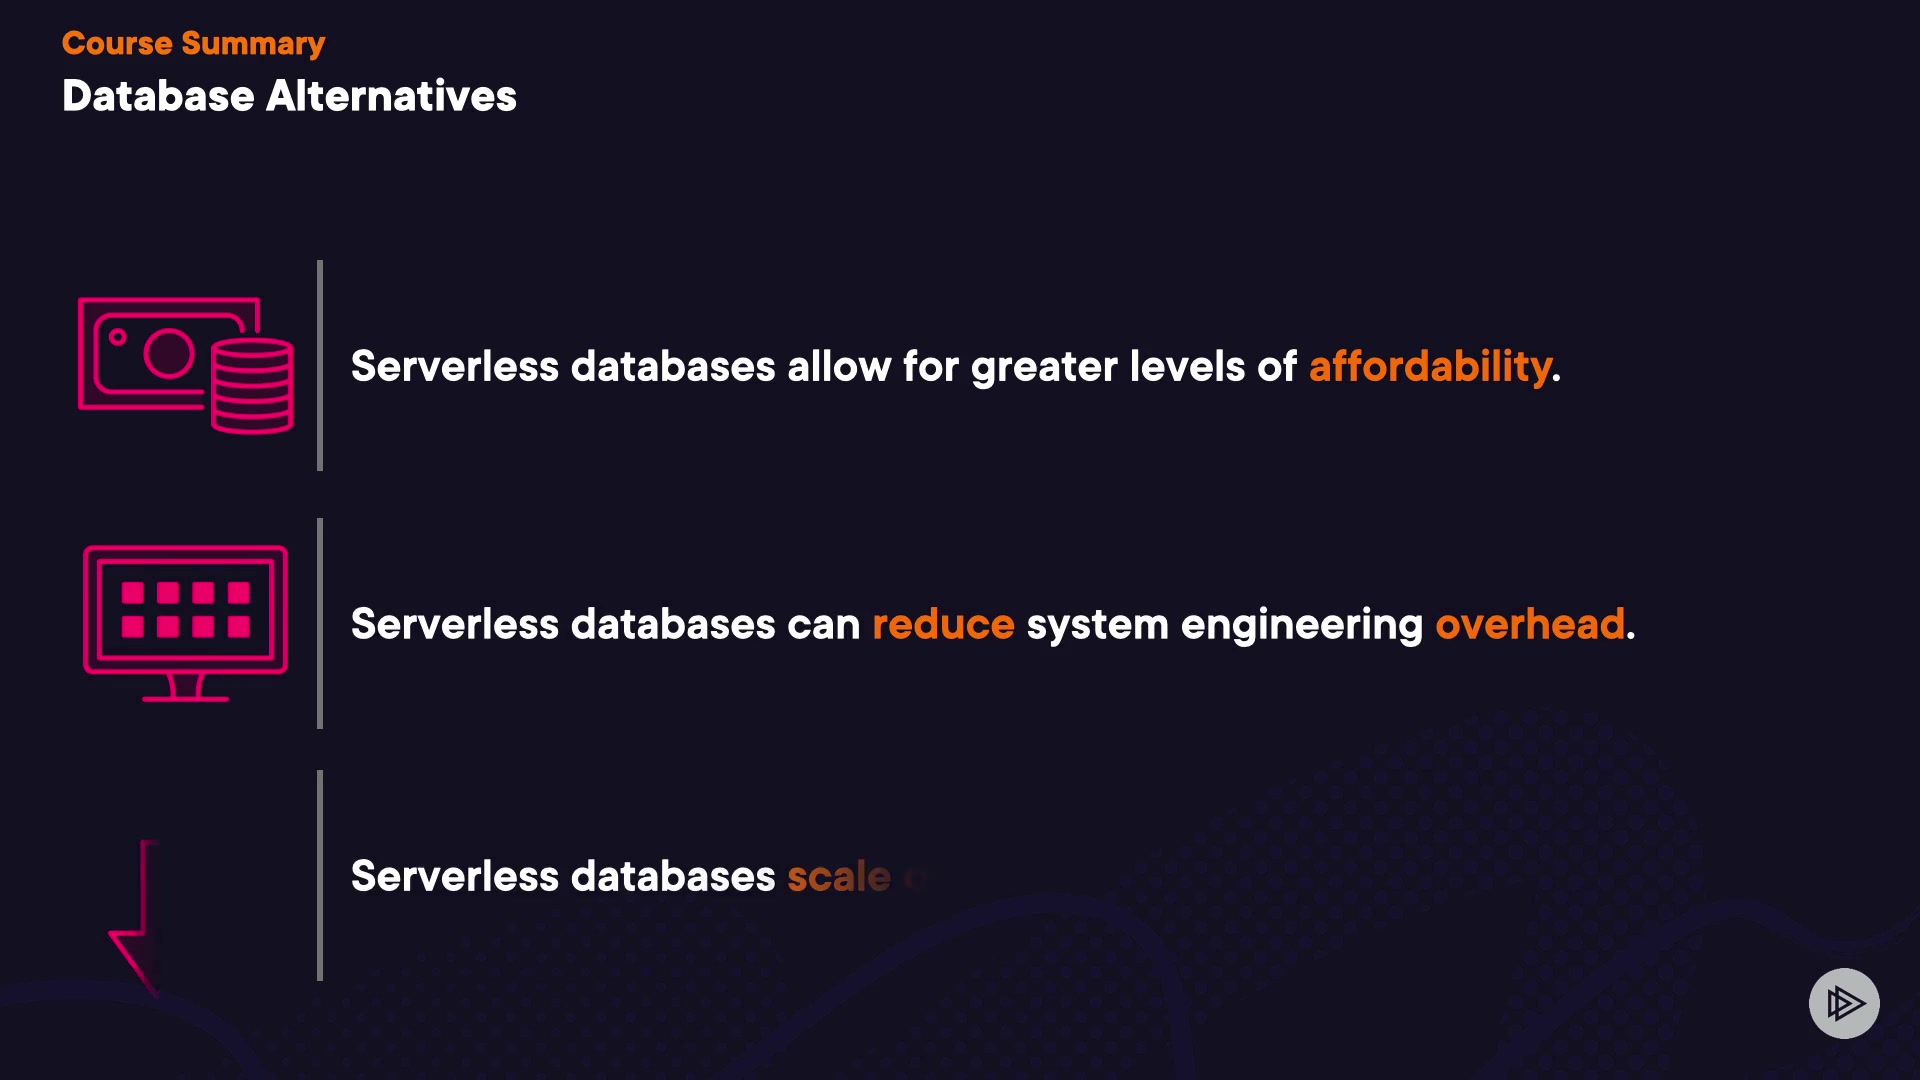 Course Summary
Database Alternatives
Serverless databases allow for greater levels of affordability.
Serverless databases can reduce system engineering overhead.
Serverless databases scale